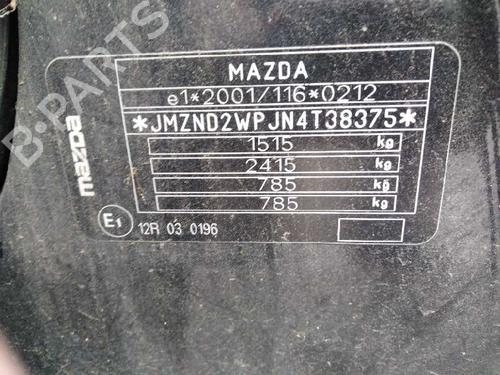 MAZDA
e1*2001/116*0212
*JMZND2WPJN4T38375*
1515 kg
2415 kg
785 kg
785 kg
mazda
E1 12R 03 0196
B-PARTS